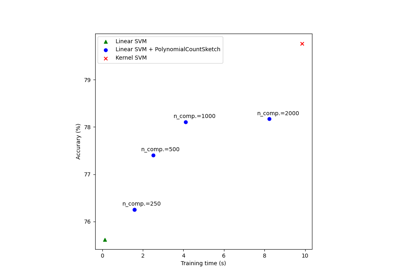 Linear SVM
Linear SVM + PolynomialCountSketch
Kernel SVM
79
n_comp.=2000
n_comp.=1000
78
n_comp.=500
77
n_comp.=250
76
Accurary (%)
0 2 4 6 8 10
Training time (s)